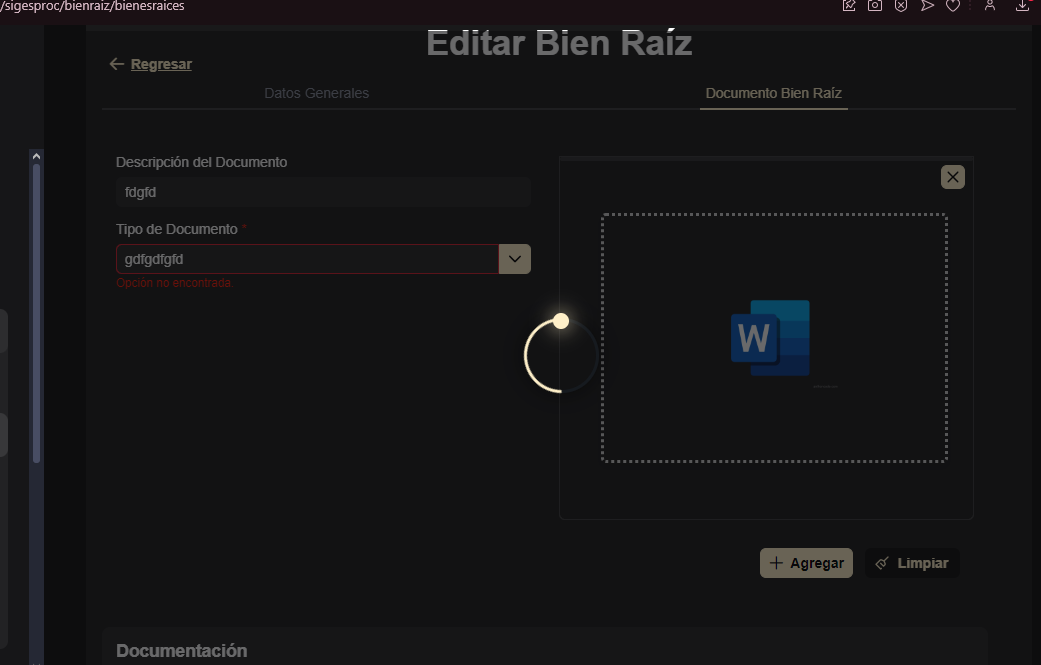 /sigesproc/bienraiz/bienesraices
Editar Bien Raíz
Regresar
Datos Generales
Documento Bien Raíz
Descripción del Documento
fdgfd
Tipo de Documento *
gdfgdfgfd
Opción no encontrada.
W
Agregar
Limpiar
Documentación